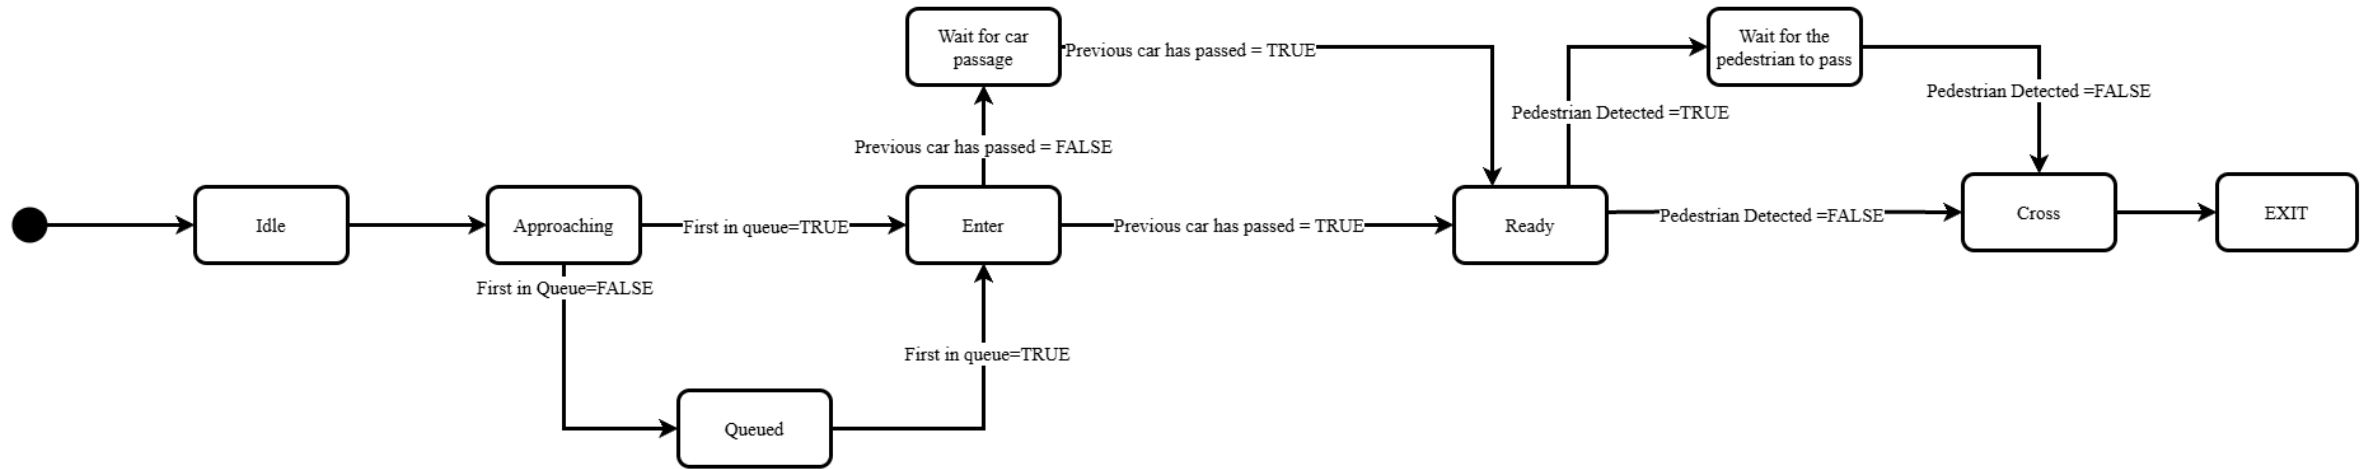 Wait for car
passage
Previous car has passed = TRUE
Wait for the
pedestrian to pass
Pedestrian Detected =FALSE
Pedestrian Detected =TRUE
Previous car has passed = FALSE
Idle
Approaching
First in queue=TRUE
Enter
Previous car has passed = TRUE
Ready
Pedestrian Detected =FALSE
Cross
EXIT
First in Queue=FALSE
First in queue=TRUE
Queued